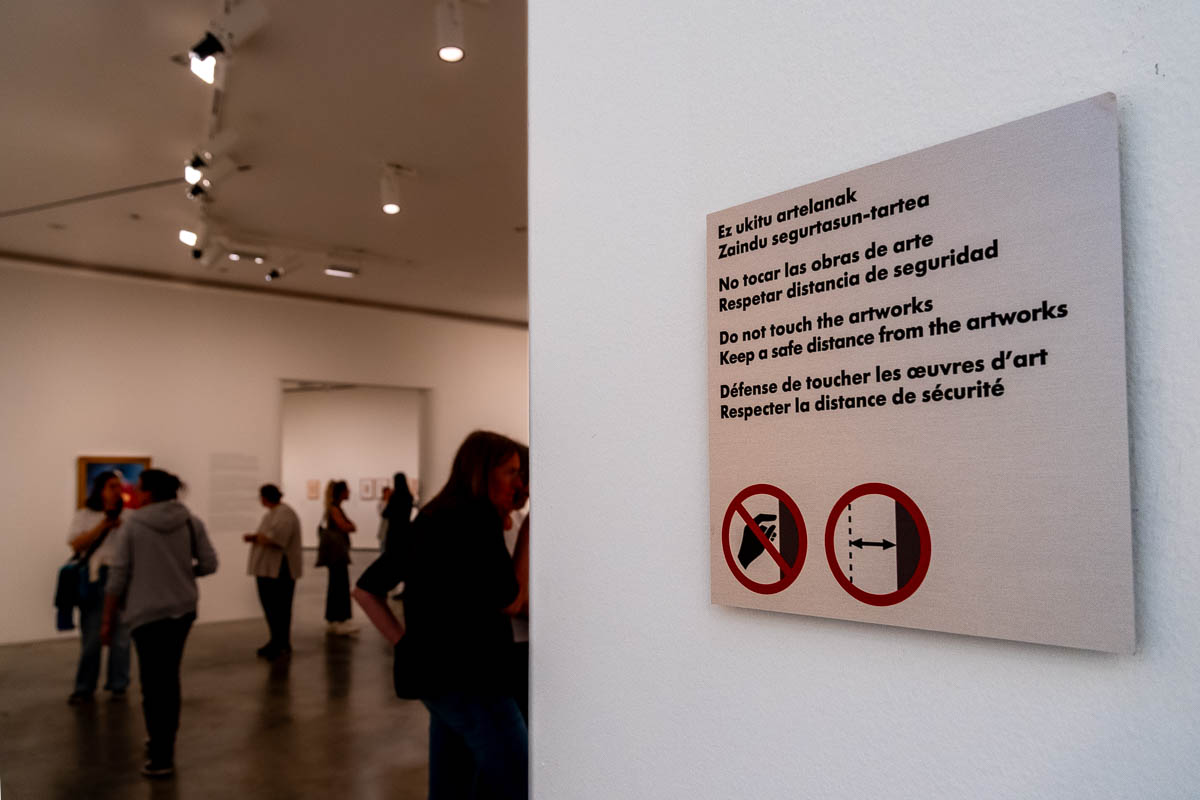 Ez ukitu artelanak
Zaindu segurtasun-tartea
No tocar las obras de arte
Respetar distancia de seguridad
Do not touch the artworks
Keep a safe distance from the artworks
Défense de toucher les œuvres d'art
Respecter la distance de sécurité